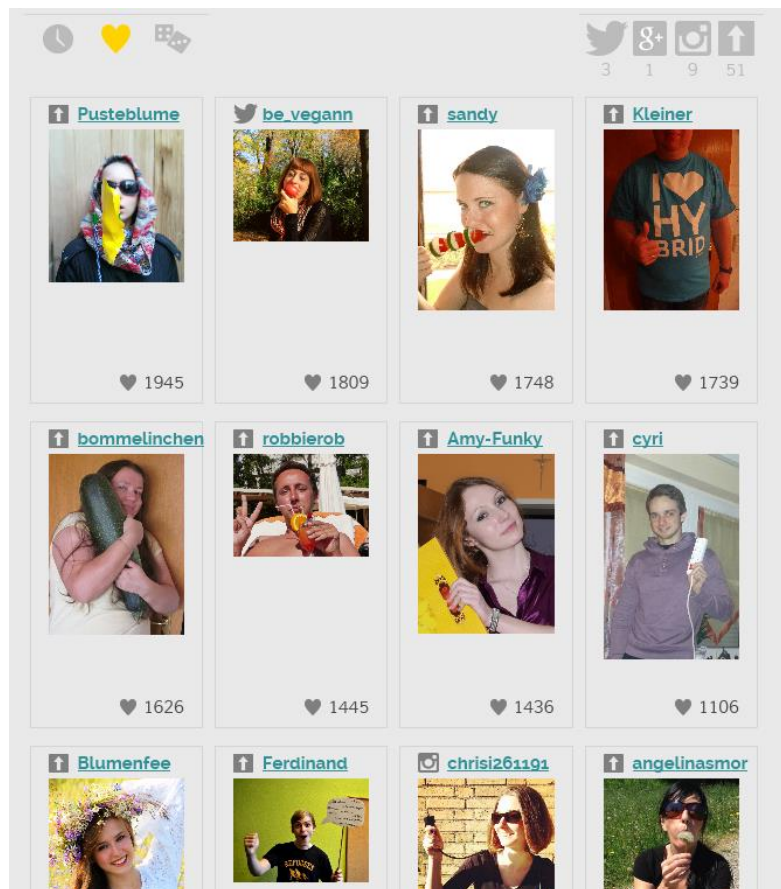 8+
3 1 9 51
Pusteblume
be_vegann
sandy
Kleiner
I
HY
BRID
1945
1809
1748
1739
bommelinchen
robbierob
Amy-Funky
cyri
1626
1445
1436
1106
Blumenfee
Ferdinand
chrisi261191
angelinasmor